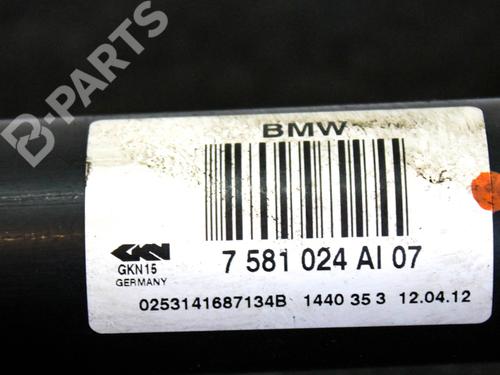 B-PARTS
BMW
GKN
GKN15
GERMANY
7 581 024 AI 07
0253141687134B 1440 35 3 12.04.12